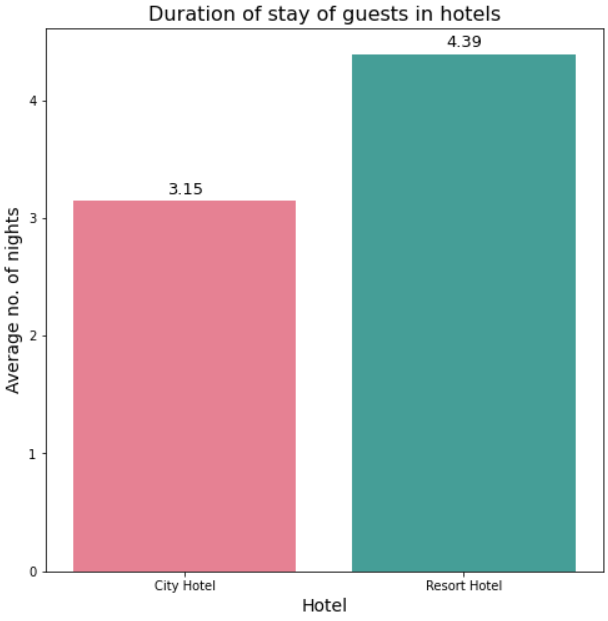 Duration of stay of guests in hotels
4.39
3.15
4
3
2
1
0
Average no. of nights
City Hotel
Resort Hotel
Hotel